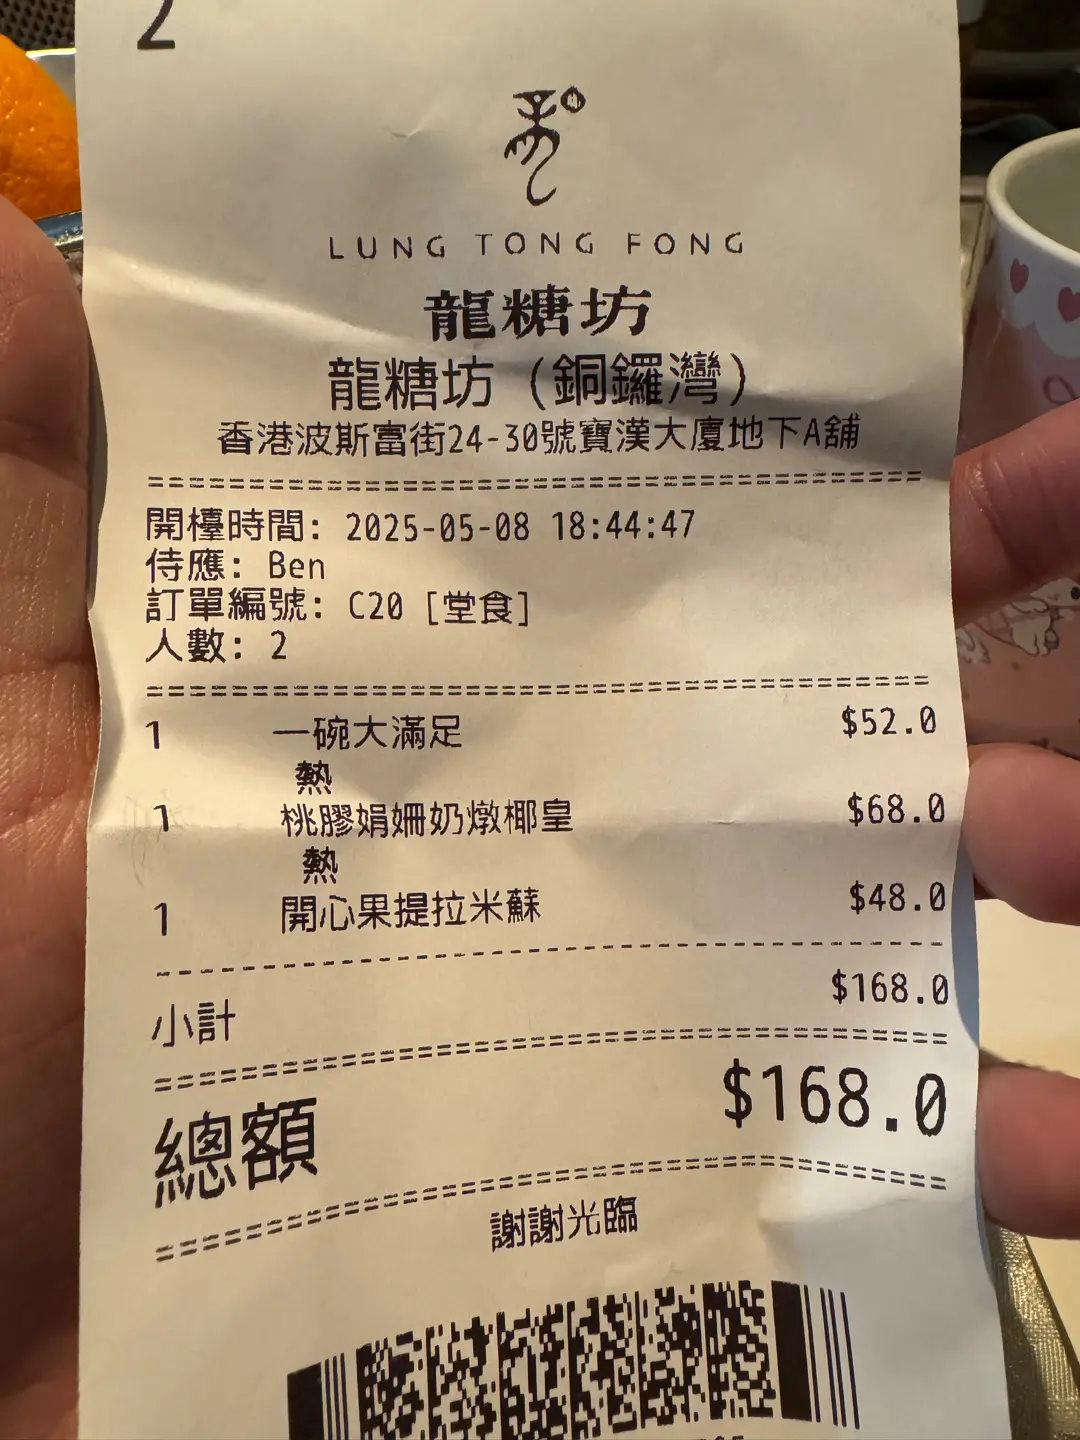 2
LUNG TONG FONG
龍糖坊
龍糖坊 (銅鑼灣)
香港波斯富街24-30號寶漢大廈地下A舖
開檯時間: 2025-05-08 18:44:47
侍應: Ben
訂單編號: C20 [堂食]
人數: 2
1 一碗大滿足 $52.0
熱
1 桃膠娟姍奶燉椰皇 $68.0
熱
1 開心果提拉米蘇 $48.0
小計 $168.0
總額 $168.0
謝謝光臨